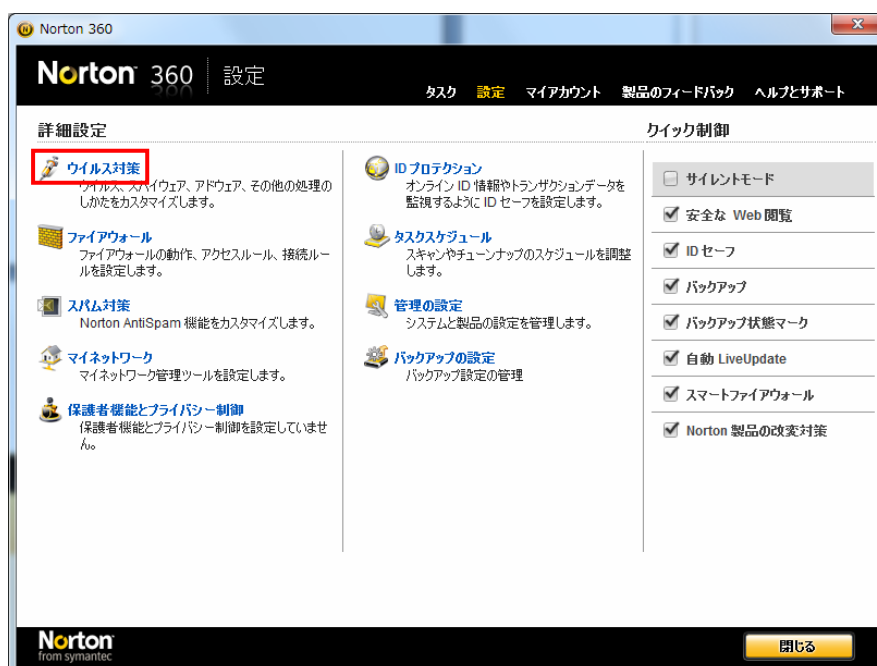 Norton 360
Norton 360 設定
タスク 設定 マイアカウント 製品のフィードバック ヘルプとサポート
詳細設定
ウイルス対策
ウイルス、スパイウェア、アドウェア、その他の処理の
しかたをカスタマイズします。
ファイアウォール
ファイアウォールの動作、アクセスルール、接続ルー
ルを設定します。
スパム対策
Norton AntiSpam 機能をカスタマイズします。
マイネットワーク
マイネットワーク管理ツールを設定します。
保護者機能とプライバシー制御
保護者機能とプライバシー制御を設定していませ
ん。
ID プロテクション
オンライン ID 情報やトランザクションデータを
監視するように ID セーフを設定します。
タスクスケジュール
スキャンやチューンナップのスケジュールを調整
します。
管理の設定
システムと製品の設定を管理します。
バックアップの設定
バックアップ設定の管理
クイック制御
サイレントモード
安全な Web 閲覧
ID セーフ
バックアップ
バックアップ状態マーク
自動 LiveUpdate
スマートファイアウォール
Norton 製品の改変対策
Norton
from symantec
閉じる